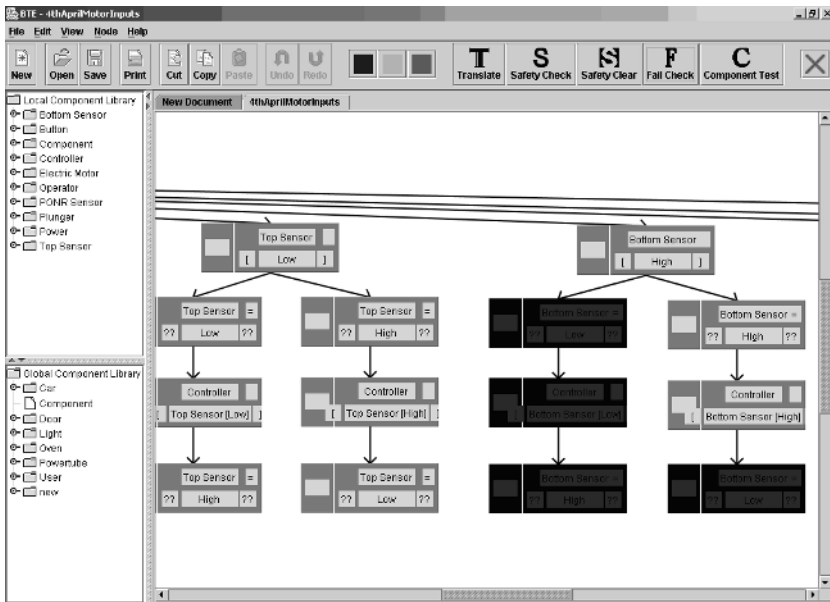 BTE - 4thAprilMotorInputs
File Edit View Node Help
New Open Save Print Cut Copy Paste Undo Redo T Translate S Safety Check S Safety Clear F Fail Check C Component Test
Local Component Library
Bottom Sensor
Button
Component
Controller
Electric Motor
Operator
PONR Sensor
Plunger
Power
Top Sensor
Global Component Library
Car
Component
Door
Light
Oven
Powertube
User
new
New Document 4thAprilMotorInputs
Top Sensor
[ Low ]
Bottom Sensor
[ High ]
Top Sensor =
?? Low ??
Top Sensor =
?? High ??
Bottom Sensor =
?? Low ??
Bottom Sensor =
?? High ??
Controller
[ Top Sensor [Low] ]
Controller
[ Top Sensor [High] ]
Controller
[ Bottom Sensor [Low]
Controller
[ Bottom Sensor [High]
Top Sensor =
?? High ??
Top Sensor =
?? Low ??
Bottom Sensor =
?? High ??
Bottom Sensor =
?? Low ??